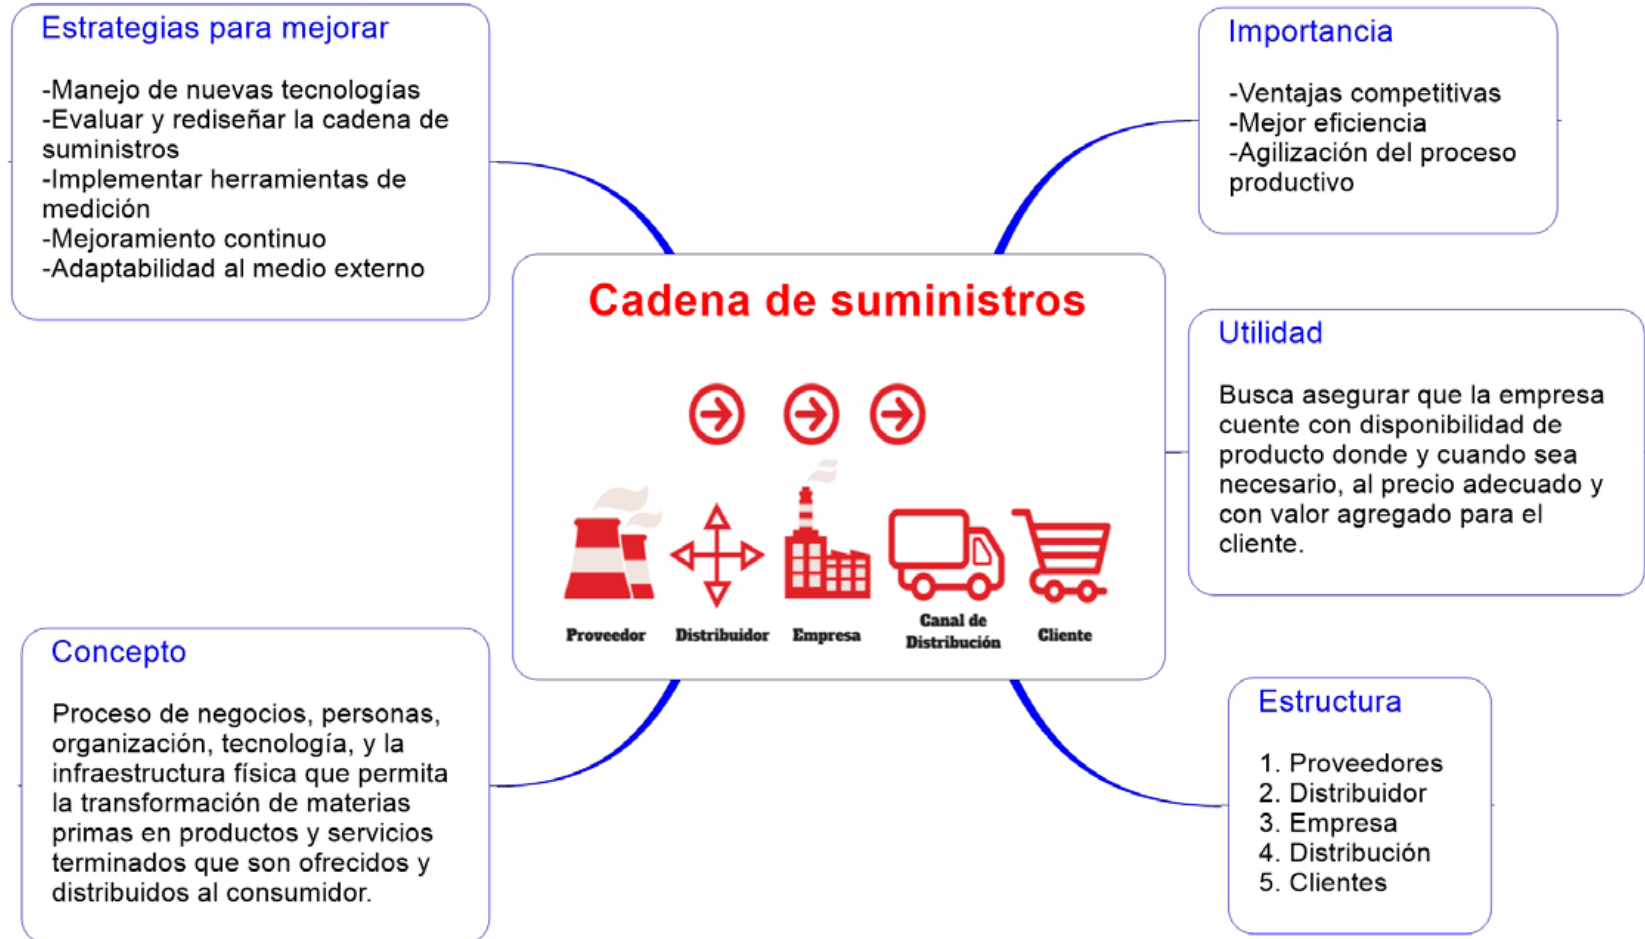 Estrategias para mejorar
-Manejo de nuevas tecnologías
-Evaluar y rediseñar la cadena de
suministros
-Implementar herramientas de
medición
-Mejoramiento continuo
-Adaptabilidad al medio externo
Importancia
-Ventajas competitivas
-Mejor eficiencia
-Agilización del proceso
productivo
Cadena de suministros
Proveedor
Distribuidor
Empresa
Canal de
Distribución
Cliente
Utilidad
Busca asegurar que la empresa
cuente con disponibilidad de
producto donde y cuando sea
necesario, al precio adecuado y
con valor agregado para el
cliente.
Concepto
Proceso de negocios, personas,
organización, tecnología, y la
infraestructura física que permita
la transformación de materias
primas en productos y servicios
terminados que son ofrecidos y
distribuidos al consumidor.
Estructura
1. Proveedores
2. Distribuidor
3. Empresa
4. Distribución
5. Clientes